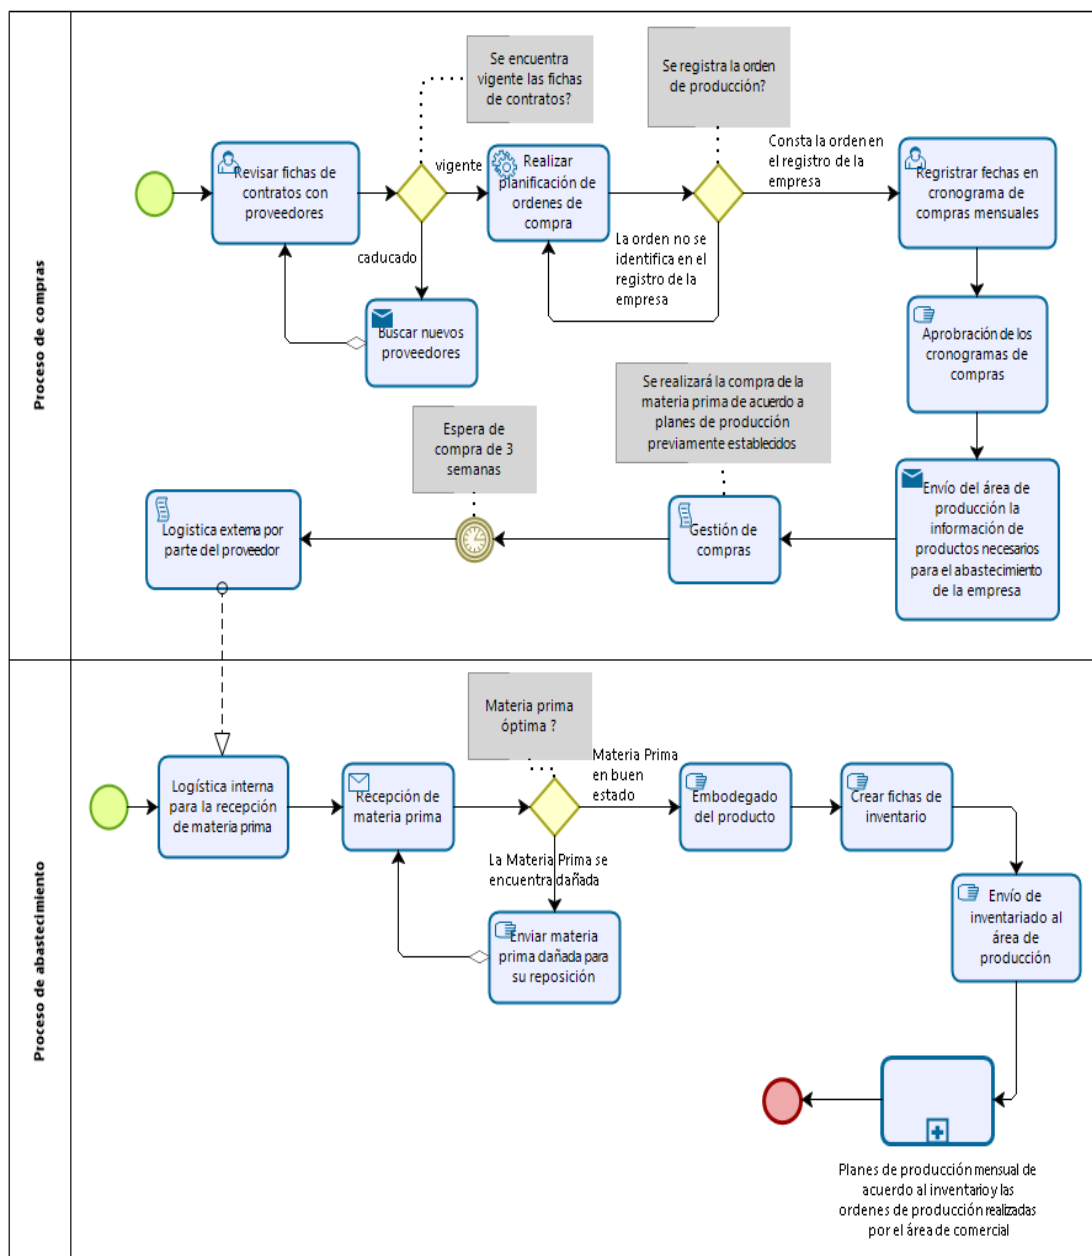 Proceso de compras
Se encuentra
vigente las fichas
de contratos?
Se registra la orden
de producción?
Revisar fichas de
contratos con
proveedores
vigente
Realizar
planificación de
ordenes de
compra
Consta la orden en
el registro de la
empresa
Regristrar fechas en
cronograma de
compras mensuales
caducado
La orden no se
identifica en el
registro de la
empresa
Buscar nuevos
proveedores
Aprobración de los
cronogramas de
compras
Se realizará la compra de la
materia prima de acuerdo a
planes de producción
previamente establecidos
Espera de
compra de 3
semanas
Envío del área de
producción la
información de
productos necesarios
para el abastecimiento
de la empresa
Gestión de
compras
Logistica externa por
parte del proveedor
Proceso de abastecimiento
Materia prima
óptima ?
Logística interna
para la recepción
de materia prima
Recepción de
materia prima
Materia Prima
en buen
estado
Embodegado
del producto
Crear fichas de
inventario
La Materia Prima se
encuentra dañada
Enviar materia
prima dañada para
su reposición
Envío de
inventariado al
área de
producción
Planes de producción mensual de
acuerdo al inventario y las
ordenes de producción realizadas
por el área de comercial